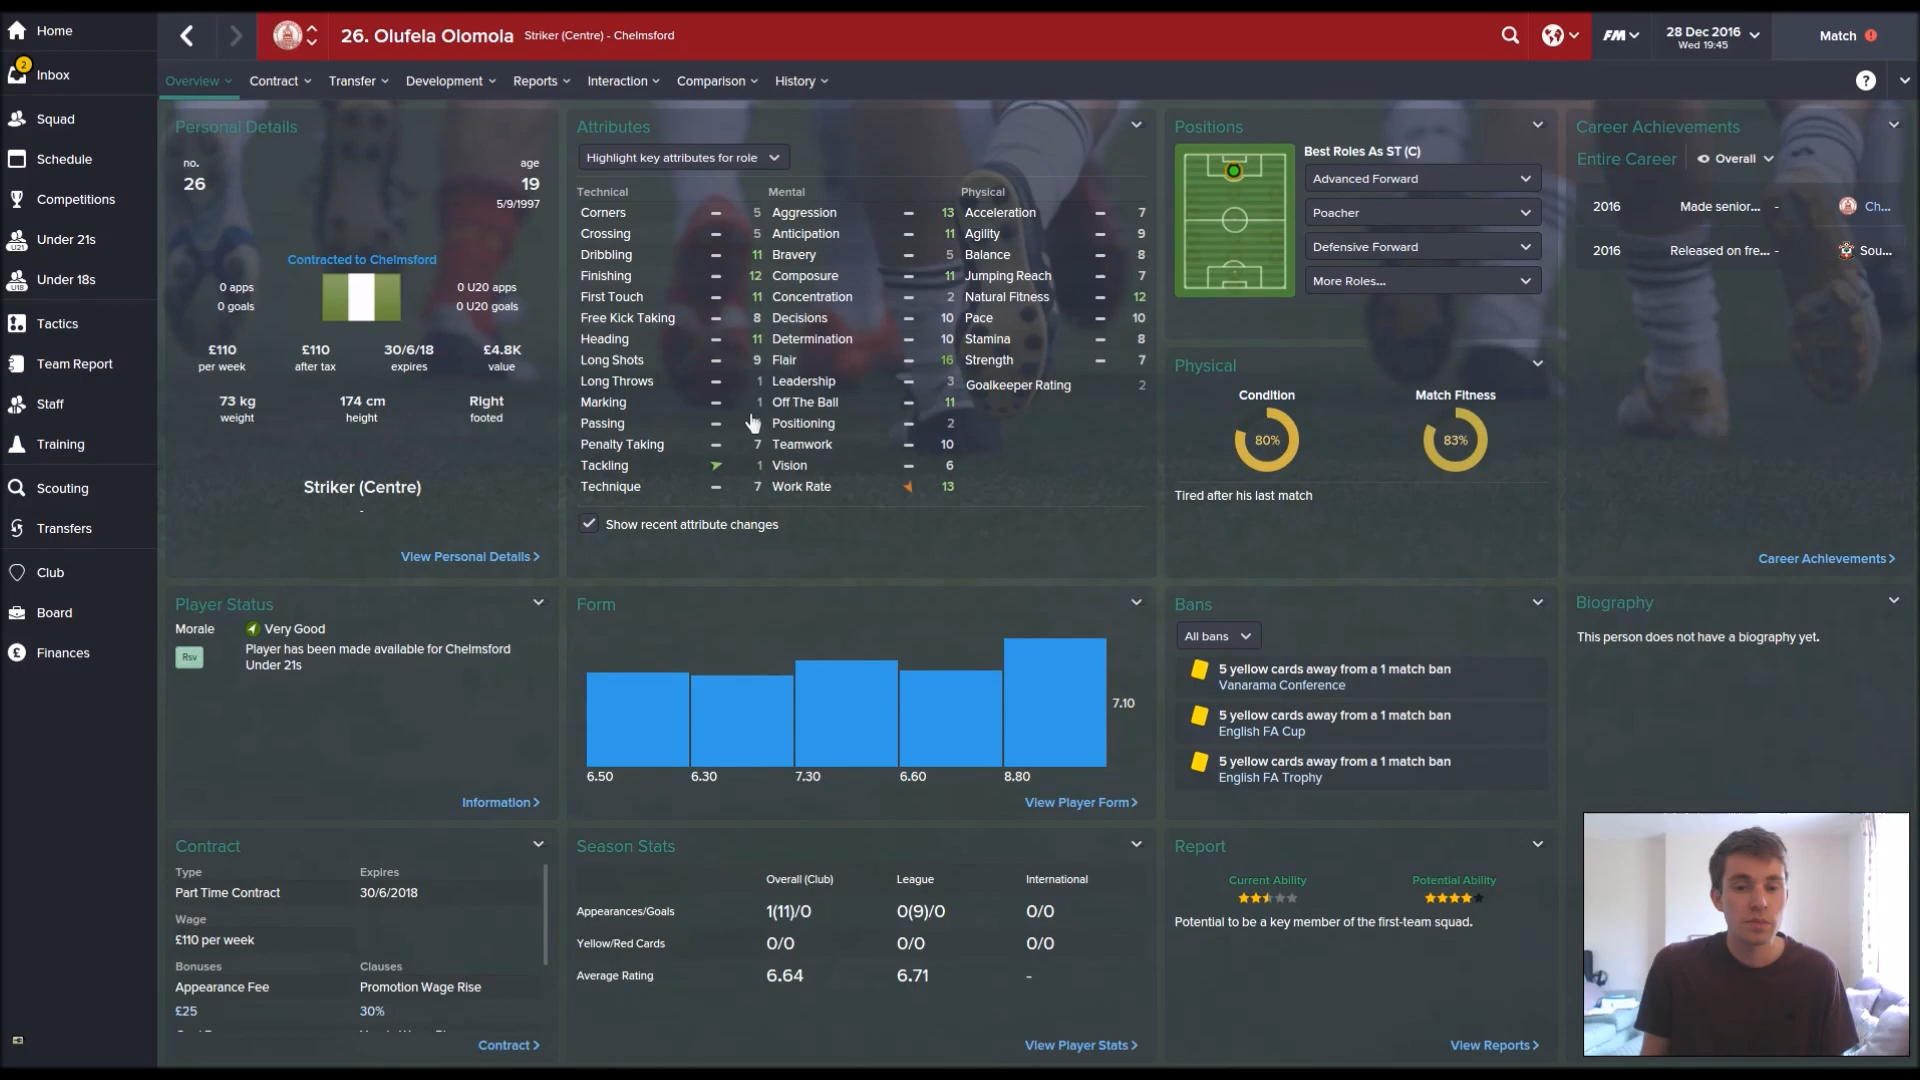 Home
2
Inbox
Squad
Schedule
Competitions
U21
Under 21s
U18
Under 18s
Tactics
Team Report
Staff
Training
Scouting
Transfers
Club
Board
Finances
26. Olufela Olomola Striker (Centre) - Chelmsford
FM
28 Dec 2016
Wed 19:45
Match
Overview Contract Transfer Development Reports Interaction Comparison History
?
Personal Details
no.
26
age
19
5/9/1997
Contracted to Chelmsford
0 apps
0 goals
0 U20 apps
0 U20 goals
£110 per week
£110 after tax
30/6/18 expires
£4.8K value
73 kg weight
174 cm height
Right footed
Striker (Centre)
-
View Personal Details >
Attributes
Highlight key attributes for role
Technical Mental Physical
Corners - 5 Aggression - 13 Acceleration - 7
Crossing - 5 Anticipation - 11 Agility - 9
Dribbling - 11 Bravery - 5 Balance - 8
Finishing - 12 Composure - 11 Jumping Reach - 7
First Touch - 11 Concentration - 2 Natural Fitness - 12
Free Kick Taking - 8 Decisions - 10 Pace - 10
Heading - 11 Determination - 10 Stamina - 8
Long Shots - 9 Flair - 16 Strength - 7
Long Throws - 1 Leadership - 3 Goalkeeper Rating 2
Marking - 1 Off The Ball - 11
Passing - Positioning - 2
Penalty Taking - 7 Teamwork - 10
Tackling 1 Vision - 6
Technique - 7 Work Rate 13
Show recent attribute changes
Positions
Best Roles As ST (C)
Advanced Forward
Poacher
Defensive Forward
More Roles...
Physical
Condition
80%
Match Fitness
83%
Tired after his last match
Career Achievements
Entire Career Overall
2016 Made senior... - Ch...
2016 Released on fre... - Sou...
Career Achievements >
Player Status
Morale Very Good
Rsv Player has been made available for Chelmsford
Under 21s
Information >
Form
7.10
6.50 6.30 7.30 6.60 8.80
View Player Form >
Bans
All bans
5 yellow cards away from a 1 match ban
Vanarama Conference
5 yellow cards away from a 1 match ban
English FA Cup
5 yellow cards away from a 1 match ban
English FA Trophy
Biography
This person does not have a biography yet.
Contract
Type
Part Time Contract
Expires
30/6/2018
Wage
£110 per week
Bonuses
Appearance Fee
£25
Clauses
Promotion Wage Rise
30%
Contract >
Season Stats
Overall (Club) League International
Appearances/Goals 1(11)/0 0(9)/0 0/0
Yellow/Red Cards 0/0 0/0 0/0
Average Rating 6.64 6.71 -
View Player Stats >
Report
Current Ability
Potential Ability
Potential to be a key member of the first-team squad.
View Reports >